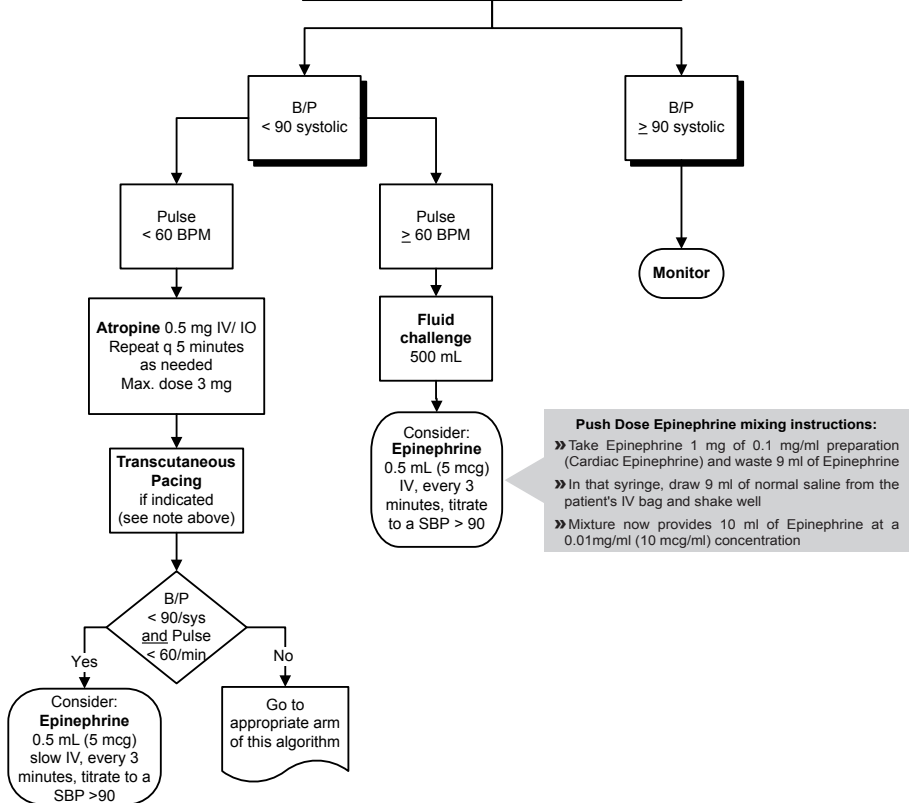 B/P
< 90 systolic
B/P
≥ 90 systolic
Pulse
< 60 BPM
Pulse
≥ 60 BPM
Monitor
Atropine 0.5 mg IV/ IO
Repeat q 5 minutes
as needed
Max. dose 3 mg
Fluid
challenge
500 mL
Transcutaneous
Pacing
if indicated
(see note above)
Consider:
Epinephrine
0.5 mL (5 mcg)
IV, every 3
minutes, titrate
to a SBP > 90
Push Dose Epinephrine mixing instructions:
» Take Epinephrine 1 mg of 0.1 mg/ml preparation
(Cardiac Epinephrine) and waste 9 ml of Epinephrine
» In that syringe, draw 9 ml of normal saline from the
patient's IV bag and shake well
» Mixture now provides 10 ml of Epinephrine at a
0.01mg/ml (10 mcg/ml) concentration
B/P
< 90/sys
and Pulse
< 60/min
Yes
No
Consider:
Epinephrine
0.5 mL (5 mcg)
slow IV, every 3
minutes, titrate to a
SBP >90
Go to
appropriate arm
of this algorithm